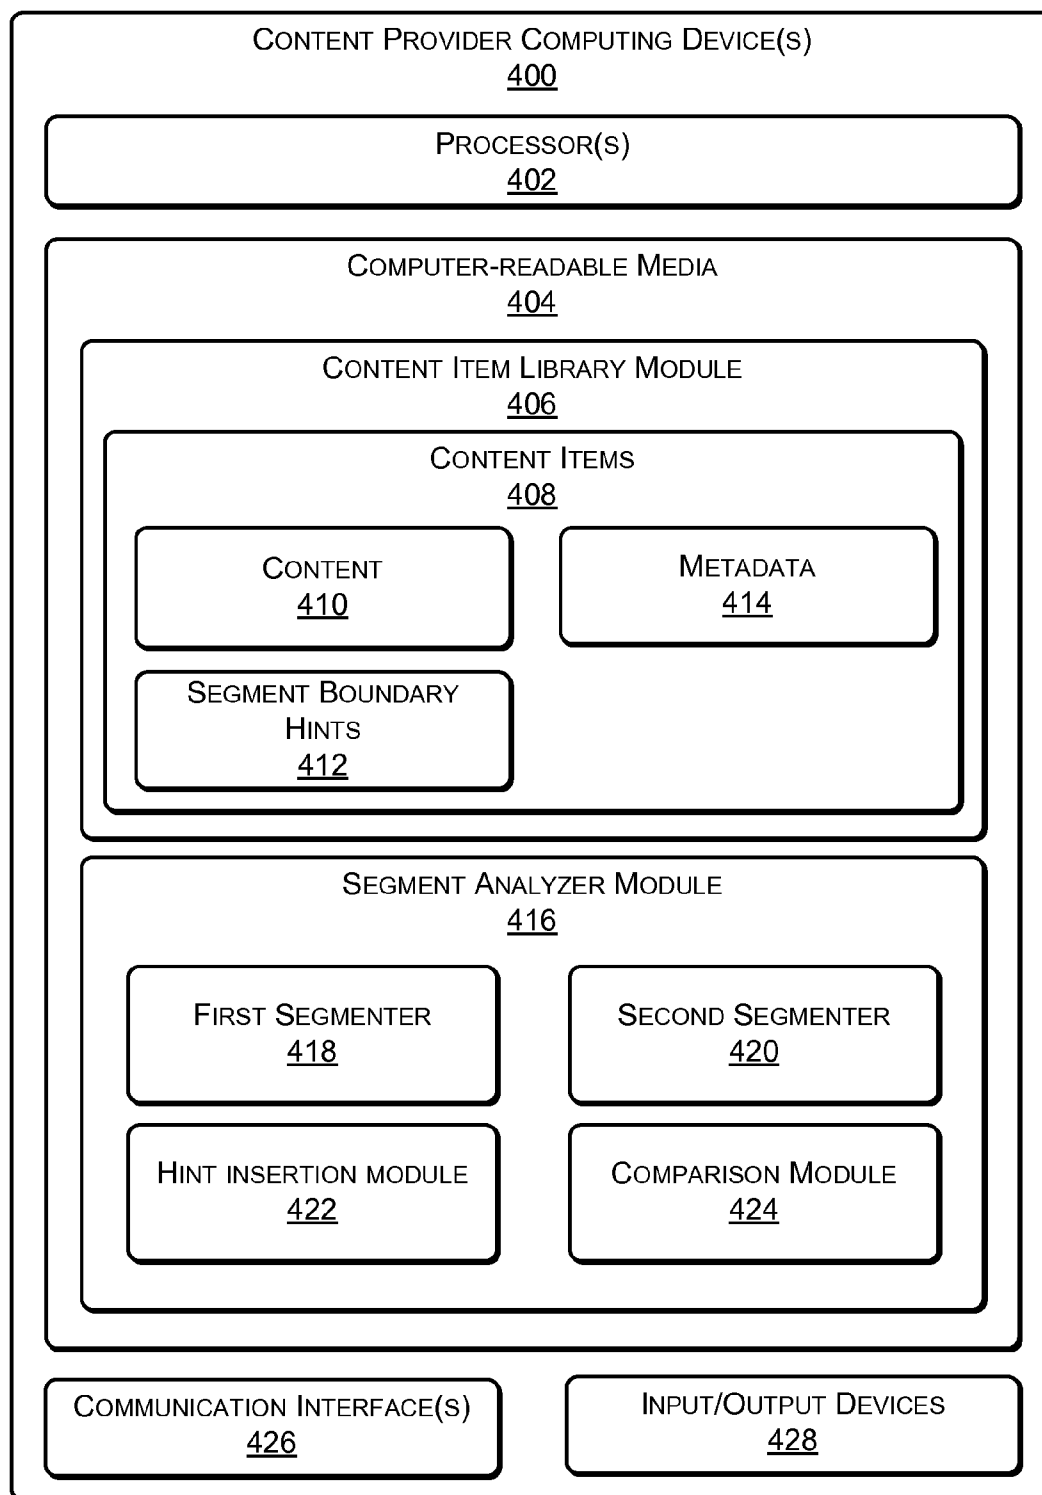 CONTENT PROVIDER COMPUTING DEVICE(S)
400
PROCESSOR(S)
402
COMPUTER-READABLE MEDIA
404
CONTENT ITEM LIBRARY MODULE
406
CONTENT ITEMS
408
CONTENT
410
METADATA
414
SEGMENT BOUNDARY
HINTS
412
SEGMENT ANALYZER MODULE
416
FIRST SEGMENTER
418
SECOND SEGMENTER
420
HINT INSERTION MODULE
422
COMPARISON MODULE
424
COMMUNICATION INTERFACE(S)
426
INPUT/OUTPUT DEVICES
428